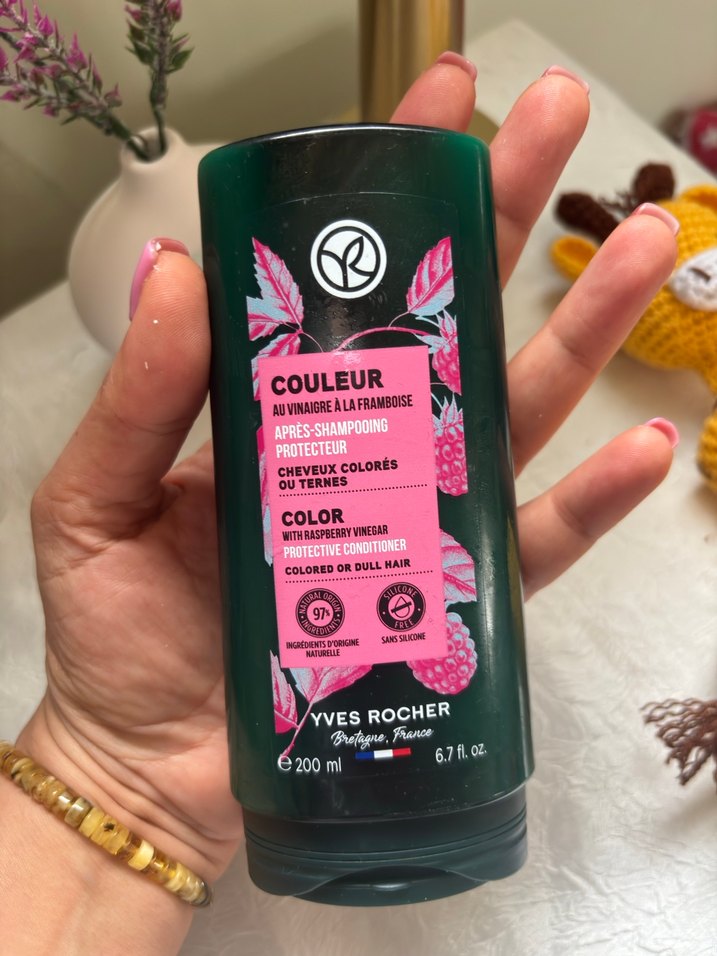 COULEUR
AU VINAIGRE À LA FRAMBOISE
APRÈS-SHAMPOOING
PROTECTEUR
CHEVEUX COLORÉS
OU TERNES
COLOR
WITH RASPBERRY VINEGAR
PROTECTIVE CONDITIONER
COLORED OR DULL HAIR
NATURAL ORIGIN
97%
INGREDIENTS
INGRÉDIENTS D'ORIGINE
NATURELLE
SILICONE
FREE
SANS SILICONE
YVES ROCHER
Bretagne, France
℮ 200 ml
6.7 fl. oz.